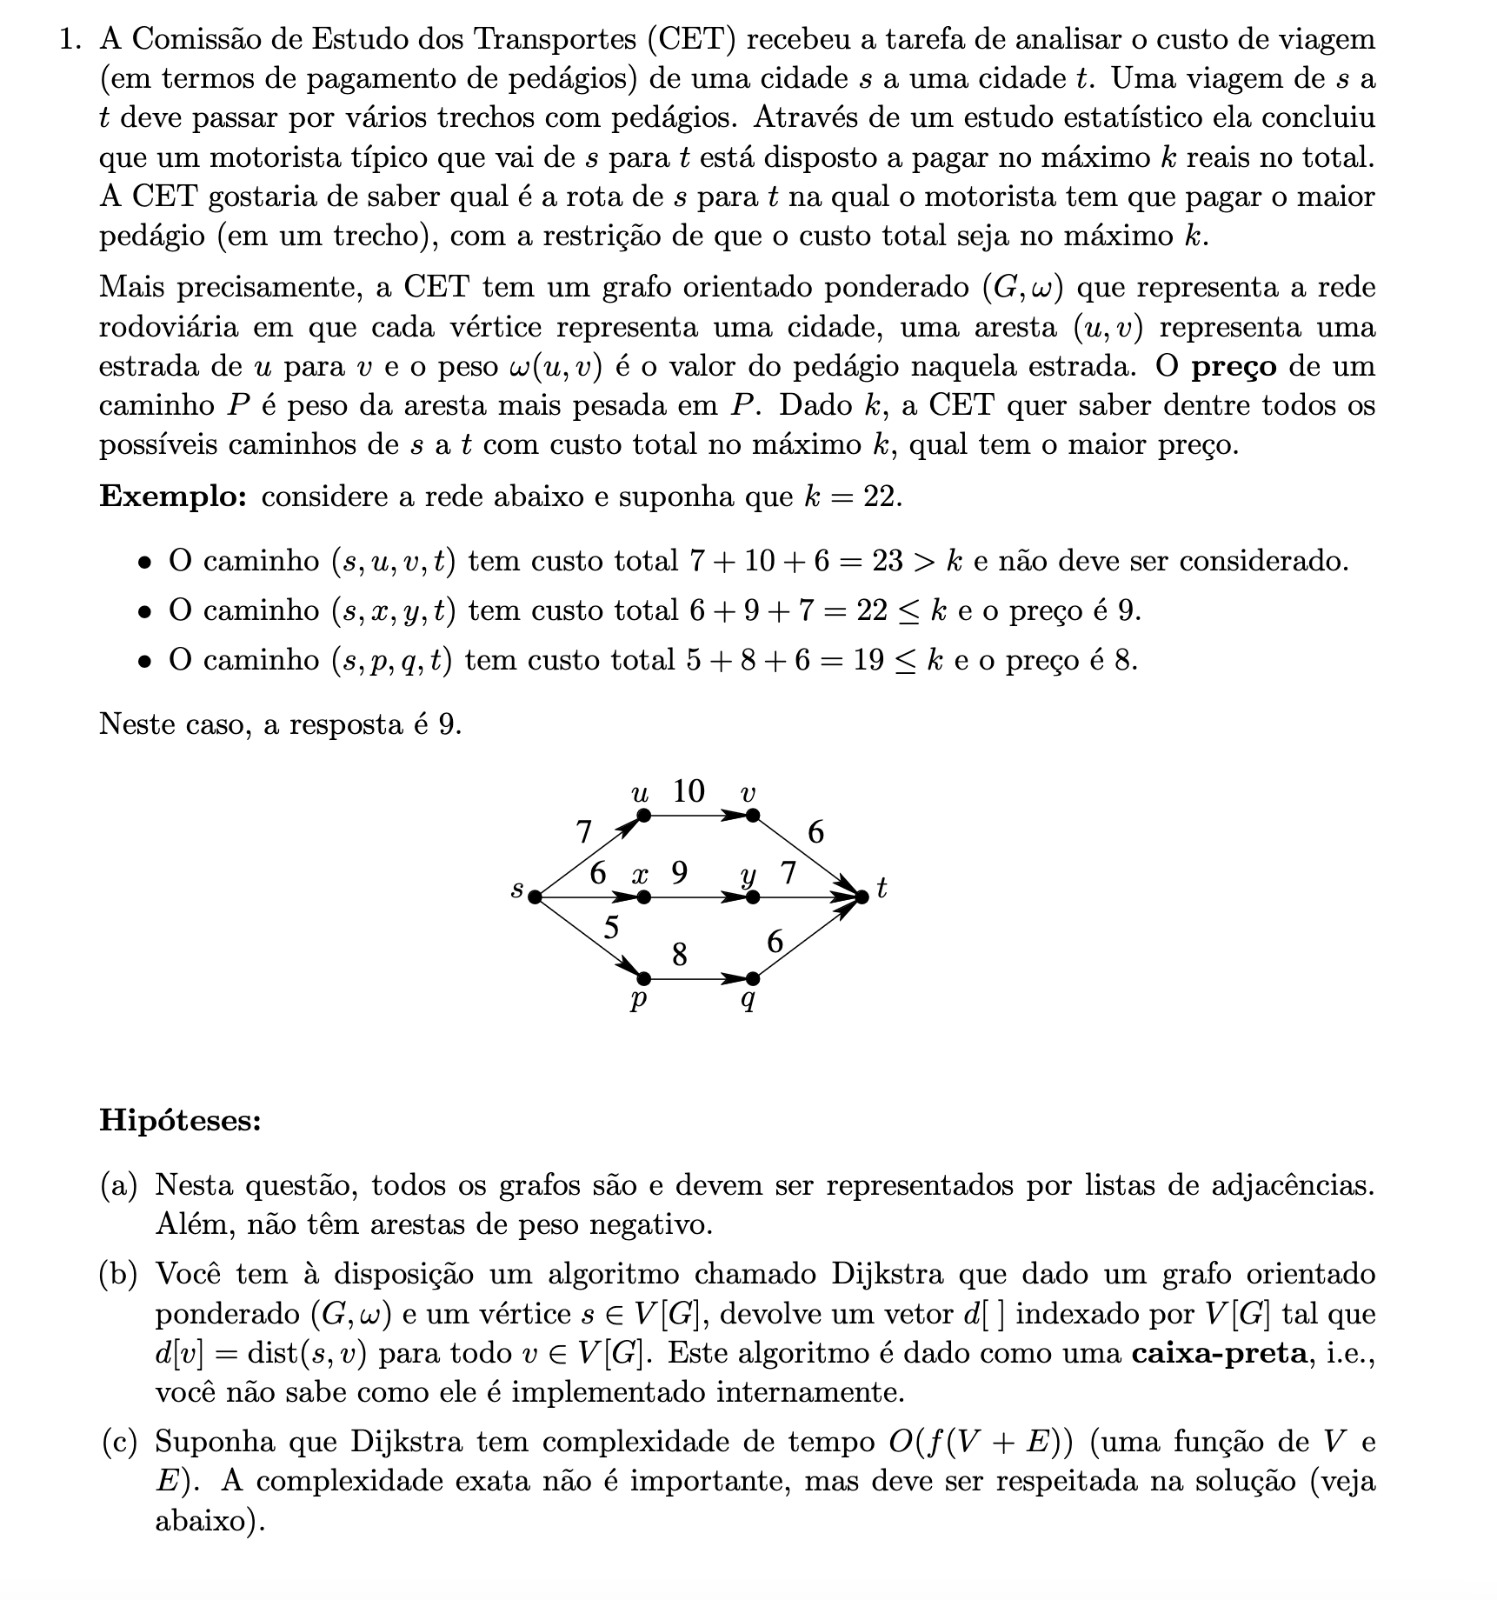 1. A Comissão de Estudo dos Transportes (CET) recebeu a tarefa de analisar o custo de viagem
(em termos de pagamento de pedágios) de uma cidade s a uma cidade t. Uma viagem de s a
t deve passar por vários trechos com pedágios. Através de um estudo estatístico ela concluiu
que um motorista típico que vai de s para t está disposto a pagar no máximo k reais no total.
A CET gostaria de saber qual é a rota de s para t na qual o motorista tem que pagar o maior
pedágio (em um trecho), com a restrição de que o custo total seja no máximo k.
Mais precisamente, a CET tem um grafo orientado ponderado (G, ω) que representa a rede
rodoviária em que cada vértice representa uma cidade, uma aresta (u, v) representa uma
estrada de u para v e o peso ω(u, v) é o valor do pedágio naquela estrada. O preço de um
caminho P é peso da aresta mais pesada em P. Dado k, a CET quer saber dentre todos os
possíveis caminhos de s a t com custo total no máximo k, qual tem o maior preço.
Exemplo: considere a rede abaixo e suponha que k = 22.
• O caminho (s, u, v, t) tem custo total 7 + 10 + 6 = 23 > k e não deve ser considerado.
• O caminho (s, x, y, t) tem custo total 6 + 9 + 7 = 22 ≤ k e o preço é 9.
• O caminho (s, p, q, t) tem custo total 5 + 8 + 6 = 19 ≤ k e o preço é 8.
Neste caso, a resposta é 9.
u 10 v
7 6
6 x 9 y 7
s t
5
8 6
p q
Hipóteses:
(a) Nesta questão, todos os grafos são e devem ser representados por listas de adjacências.
Além, não têm arestas de peso negativo.
(b) Você tem à disposição um algoritmo chamado Dijkstra que dado um grafo orientado
ponderado (G, ω) e um vértice s ∈ V[G], devolve um vetor d[ ] indexado por V[G] tal que
d[v] = dist(s, v) para todo v ∈ V[G]. Este algoritmo é dado como uma caixa-preta, i.e.,
você não sabe como ele é implementado internamente.
(c) Suponha que Dijkstra tem complexidade de tempo O(f(V + E)) (uma função de V e
E). A complexidade exata não é importante, mas deve ser respeitada na solução (veja
abaixo).